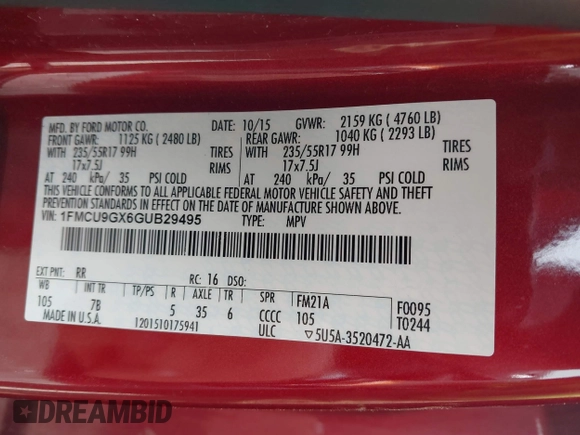 MFD. BY FORD MOTOR CO. 10/15 GVWR: 2159 KG ( 4760 LB)
FRONT GAWR: 1125 KG ( 2480 LB) REAR GAWR: 1040 KG ( 2293 LB)
WITH 235/55R17 99H TIRES WITH 235/55R17 99H TIRES
17x7.5J RIMS 17x7.5J RIMS
AT 240 kPa/ 35 PSI COLD AT 240 kPa/ 35 PSI COLD
THIS VEHICLE CONFORMS TO ALL APPLICABLE FEDERAL MOTOR VEHICLE SAFETY AND THEFT
PREVENTION STANDARDS IN EFFECT ON THE DATE OF MANUFACTURE SHOWN ABOVE.
VIN: 1FMCU9GX6GUB29495 TYPE: MPV
EXT PNT: RR RC: 16 DSO:
WB INT TR TP/PS R AXLE TR SPR FM21A F0095
105 7B 5 35 6 CCCC 105 T0244
MADE IN U.S.A. 1201510175941 ULC ▽5U5A-3520472-AA
DREAMBID